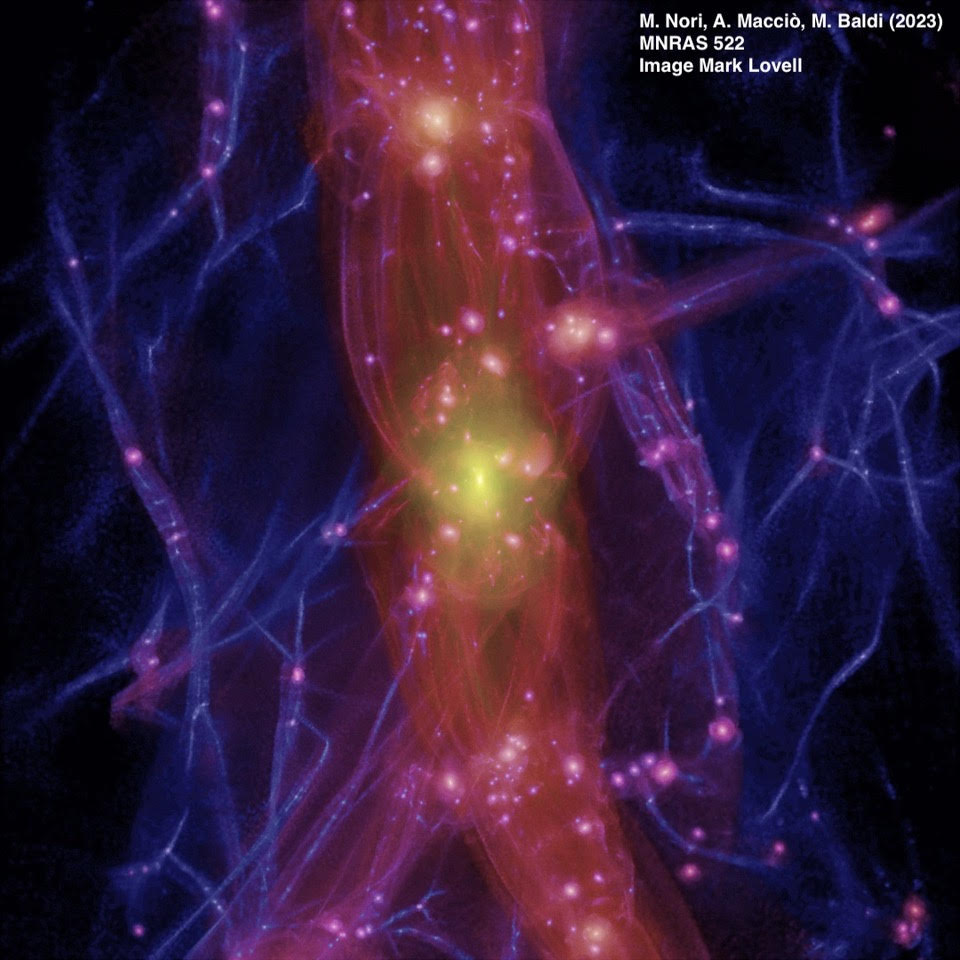 M. Nori, A. Macciò, M. Baldi (2023)
MNRAS 522
Image Mark Lovell